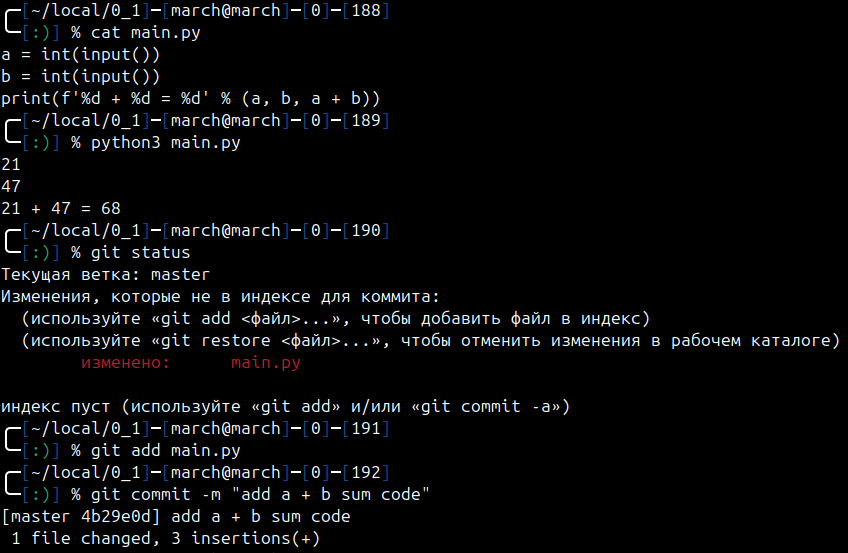 [~/local/0_1]─[march@march]─[0]─[188]
[:)] % cat main.py
a = int(input())
b = int(input())
print(f'%d + %d = %d' % (a, b, a + b))
[~/local/0_1]─[march@march]─[0]─[189]
[:)] % python3 main.py
21
47
21 + 47 = 68
[~/local/0_1]─[march@march]─[0]─[190]
[:)] % git status
Текущая ветка: master
Изменения, которые не в индексе для коммита:
  (используйте «git add <файл>...», чтобы добавить файл в индекс)
  (используйте «git restore <файл>...», чтобы отменить изменения в рабочем каталоге)
        изменено:      main.py

индекс пуст (используйте «git add» и/или «git commit -a»)
[~/local/0_1]─[march@march]─[0]─[191]
[:)] % git add main.py
[~/local/0_1]─[march@march]─[0]─[192]
[:)] % git commit -m "add a + b sum code"
[master 4b29e0d] add a + b sum code
 1 file changed, 3 insertions(+)